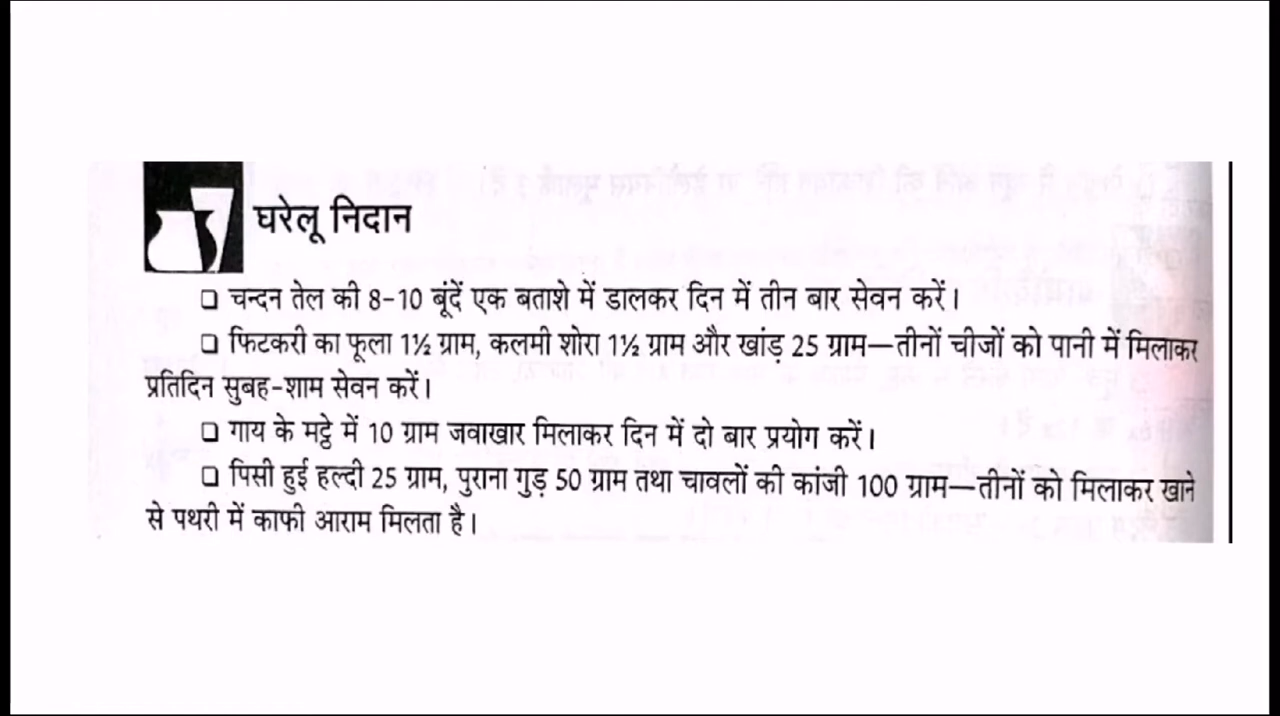 घरेलू निदान
❑ चन्दन तेल की 8-10 बूंदें एक बताशे में डालकर दिन में तीन बार सेवन करें।
❑ फिटकरी का फूला 1½ ग्राम, कलमी शोरा 1½ ग्राम और खांड़ 25 ग्राम—तीनों चीजों को पानी में मिलाकर
प्रतिदिन सुबह-शाम सेवन करें।
❑ गाय के मट्ठे में 10 ग्राम जवाखार मिलाकर दिन में दो बार प्रयोग करें।
❑ पिसी हुई हल्दी 25 ग्राम, पुराना गुड़ 50 ग्राम तथा चावलों की कांजी 100 ग्राम—तीनों को मिलाकर खाने
से पथरी में काफी आराम मिलता है।